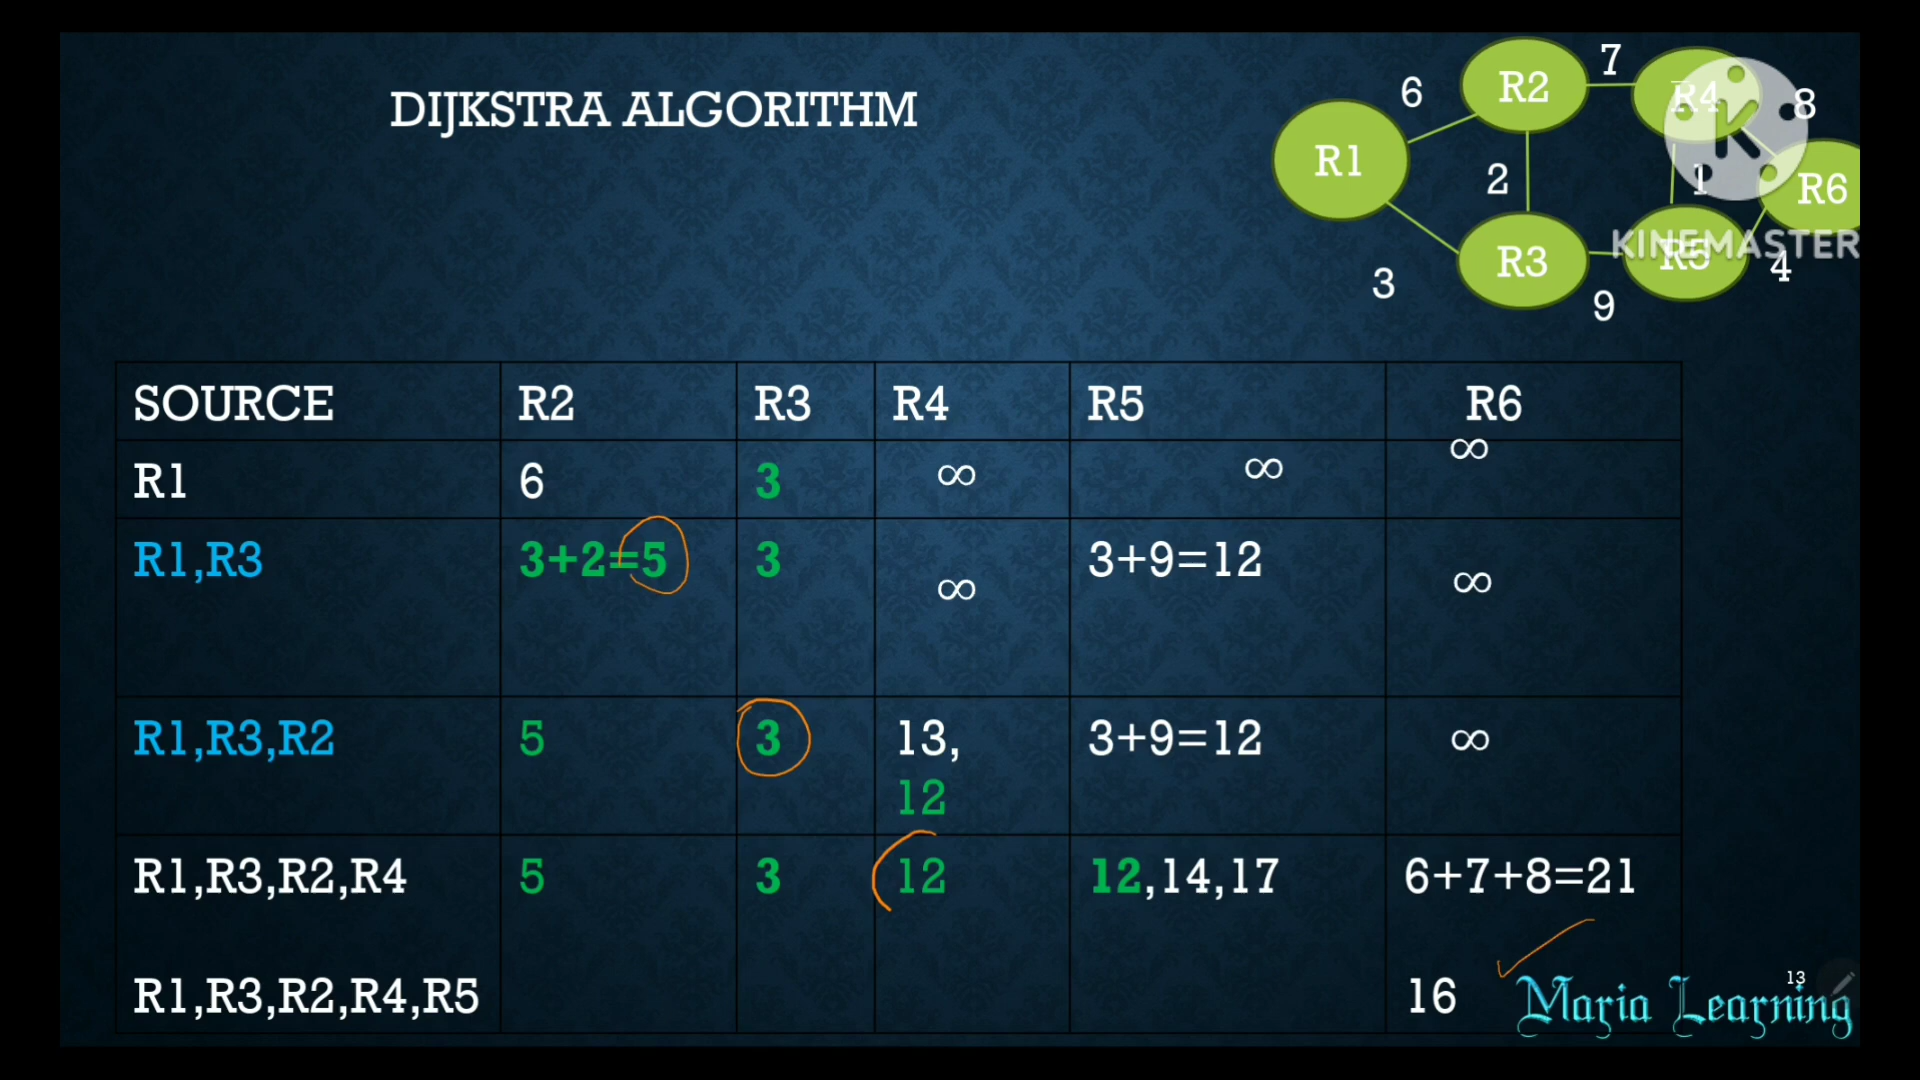 DIJKSTRA ALGORITHM
6
R2
7
R4
8
R1
2
1
R6
KINEMASTER
R3
R5
3
9
4
SOURCE R2 R3 R4 R5 R6
R1 6 3 ∞ ∞ ∞
R1,R3 3+2=5 3 ∞ 3+9=12 ∞
R1,R3,R2 5 3 13, 3+9=12 ∞
12
R1,R3,R2,R4 5 3 12 12,14,17 6+7+8=21
R1,R3,R2,R4,R5 16
13
Maria Learning